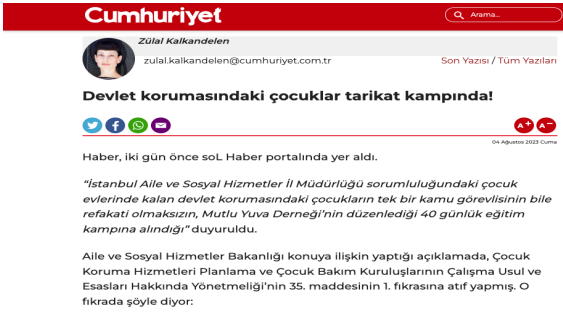 Cumhuriyet
Arama...
Zülal Kalkandelen
zulal.kalkandelen@cumhuriyet.com.tr
Son Yazısı / Tüm Yazıları
Devlet korumasındaki çocuklar tarikat kampında!
A+ A-
04 Ağustos 2023 Cuma
Haber, iki gün önce soL Haber portalında yer aldı.
“İstanbul Aile ve Sosyal Hizmetler İl Müdürlüğü sorumluluğundaki çocuk
evlerinde kalan devlet korumasındaki çocukların tek bir kamu görevlisinin bile
refakati olmaksızın, Mutlu Yuva Derneği’nin düzenlediği 40 günlük eğitim
kampına alındığı” duyuruldu.
Aile ve Sosyal Hizmetler Bakanlığı konuya ilişkin yaptığı açıklamada, Çocuk
Koruma Hizmetleri Planlama ve Çocuk Bakım Kuruluşlarının Çalışma Usul ve
Esasları Hakkında Yönetmeliği’nin 35. maddesinin 1. fıkrasına atıf yapmış. O
fıkrada şöyle diyor: